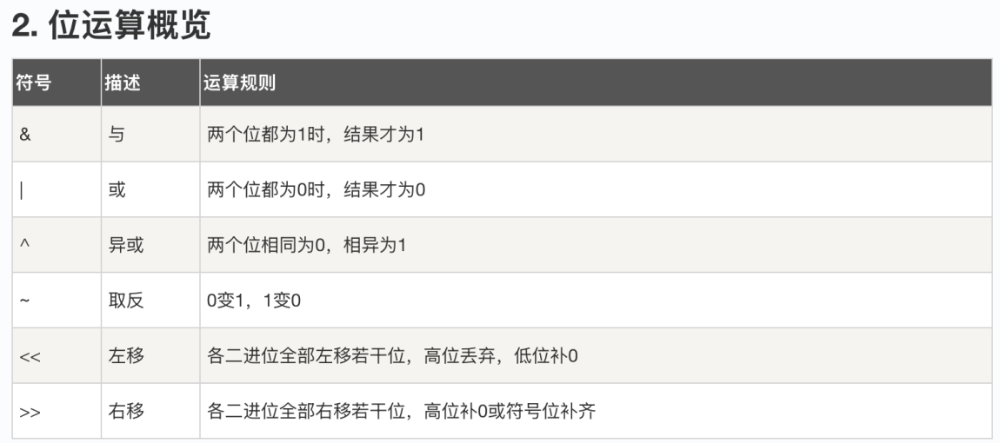 2. 位运算概览
符号 描述 运算规则
& 与 两个位都为1时，结果才为1
| 或 两个位都为0时，结果才为0
^ 异或 两个位相同为0，相异为1
~ 取反 0变1，1变0
<< 左移 各二进位全部左移若干位，高位丢弃，低位补0
>> 右移 各二进位全部右移若干位，高位补0或符号位补齐